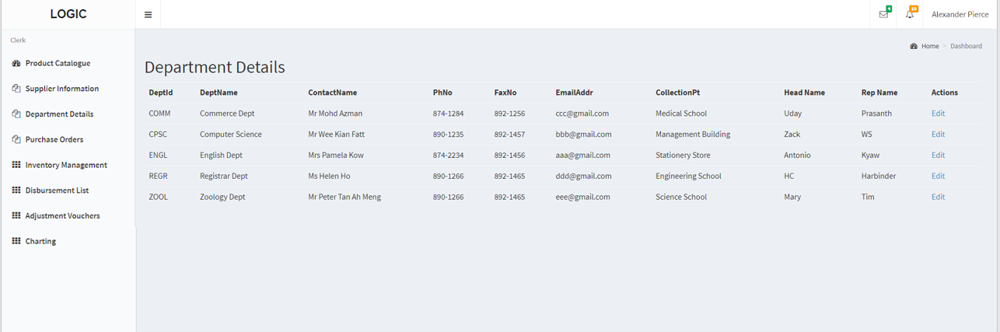 LOGIC
4
10
Alexander Pierce
Clerk
Home > Dashboard
Product Catalogue
Supplier Information
Department Details
Purchase Orders
Inventory Management
Disbursement List
Adjustment Vouchers
Charting
Department Details
DeptId DeptName ContactName PhNo FaxNo EmailAddr CollectionPt Head Name Rep Name Actions
COMM Commerce Dept Mr Mohd Azman 874-1284 892-1256 ccc@gmail.com Medical School Uday Prasanth Edit
CPSC Computer Science Mr Wee Kian Fatt 890-1235 892-1457 bbb@gmail.com Management Building Zack WS Edit
ENGL English Dept Mrs Pamela Kow 874-2234 892-1456 aaa@gmail.com Stationery Store Antonio Kyaw Edit
REGR Registrar Dept Ms Helen Ho 890-1266 892-1465 ddd@gmail.com Engineering School HC Harbinder Edit
ZOOL Zoology Dept Mr Peter Tan Ah Meng 890-1266 892-1465 eee@gmail.com Science School Mary Tim Edit